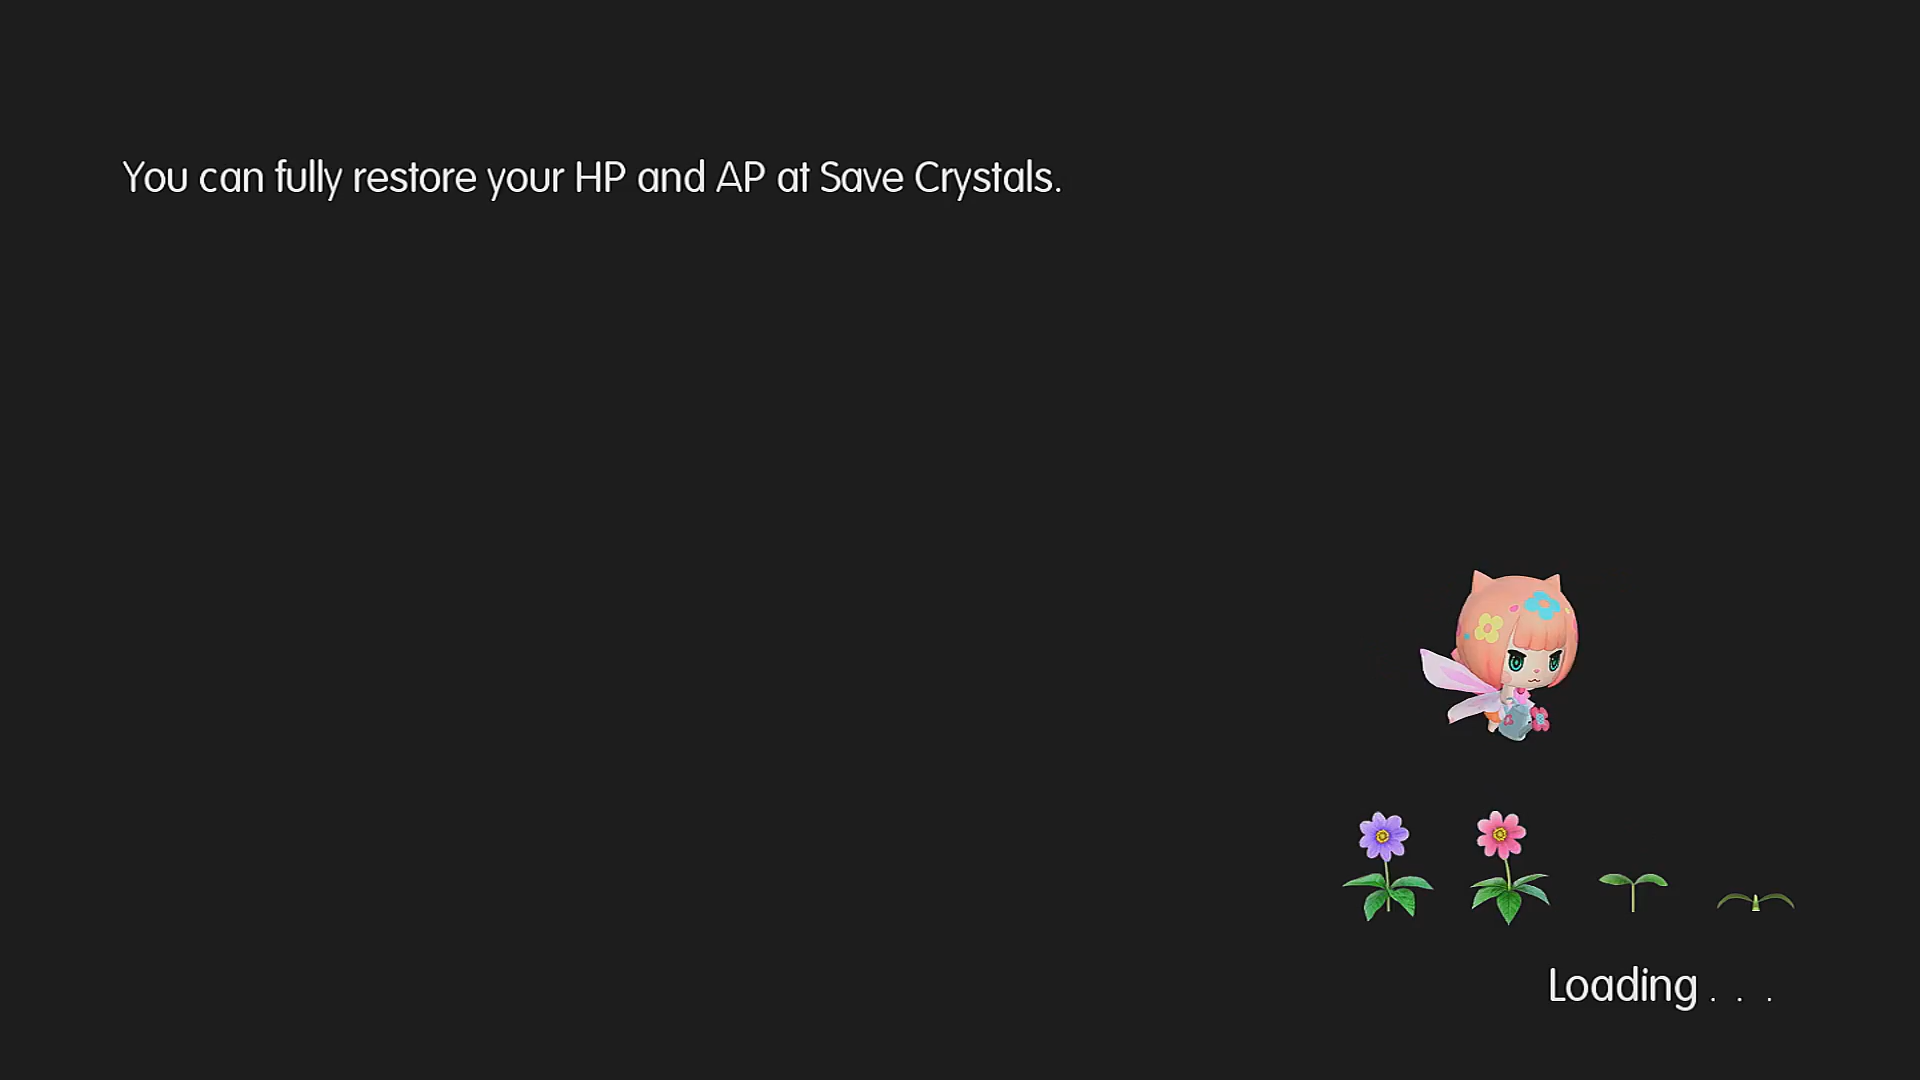 You can fully restore your HP and AP at Save Crystals.
Loading . . .